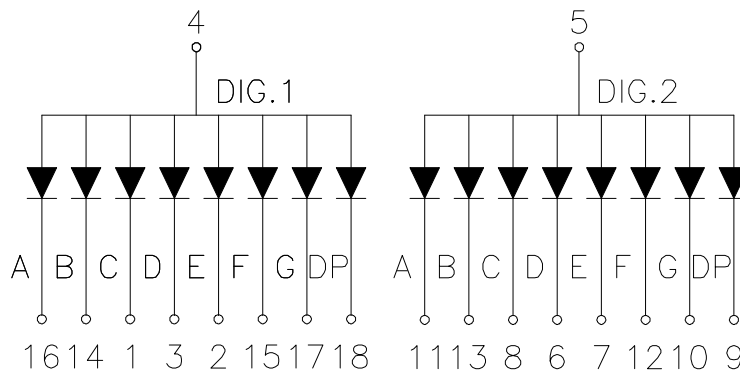 4 5
DIG.1 DIG.2
A B C D E F G DP A B C D E F G DP
16 14 1 3 2 15 17 18 11 13 8 6 7 12 10 9